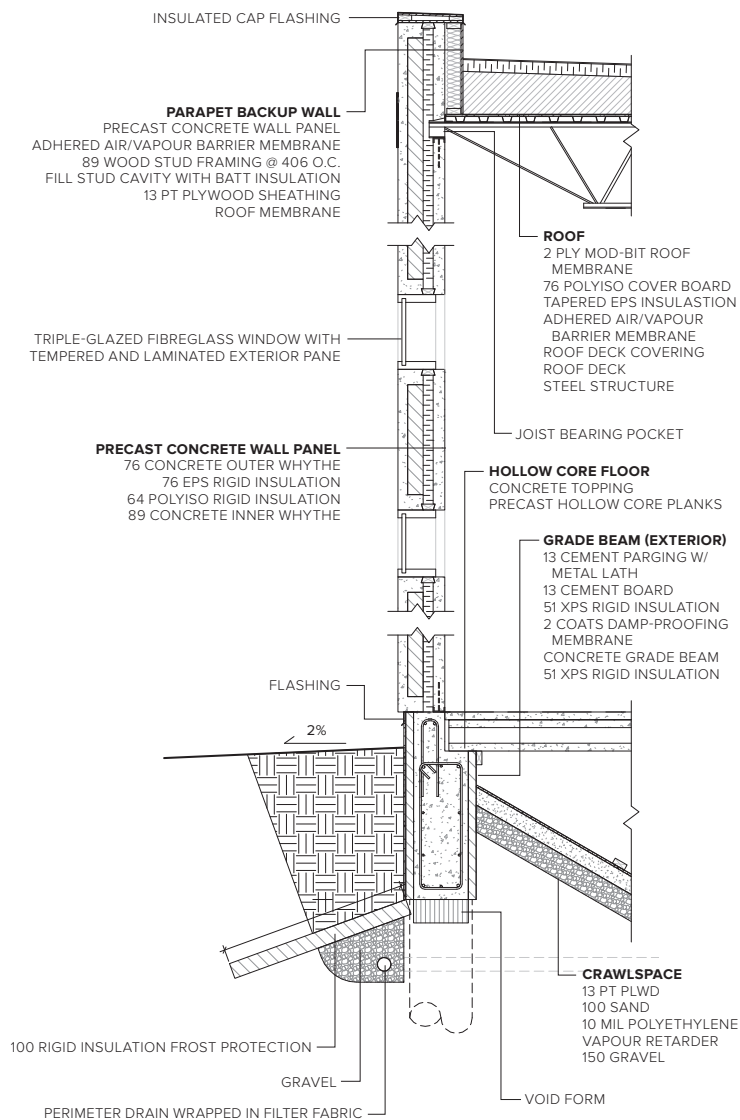 INSULATED CAP FLASHING
PARAPET BACKUP WALL
PRECAST CONCRETE WALL PANEL
ADHERED AIR/VAPOUR BARRIER MEMBRANE
89 WOOD STUD FRAMING @ 406 O.C.
FILL STUD CAVITY WITH BATT INSULATION
13 PT PLYWOOD SHEATHING
ROOF MEMBRANE
ROOF
2 PLY MOD-BIT ROOF
MEMBRANE
76 POLYISO COVER BOARD
TAPERED EPS INSULASTION
ADHERED AIR/VAPOUR
BARRIER MEMBRANE
ROOF DECK COVERING
ROOF DECK
STEEL STRUCTURE
TRIPLE-GLAZED FIBREGLASS WINDOW WITH
TEMPERED AND LAMINATED EXTERIOR PANE
JOIST BEARING POCKET
PRECAST CONCRETE WALL PANEL
76 CONCRETE OUTER WHYTHE
76 EPS RIGID INSULATION
64 POLYISO RIGID INSULATION
89 CONCRETE INNER WHYTHE
HOLLOW CORE FLOOR
CONCRETE TOPPING
PRECAST HOLLOW CORE PLANKS
GRADE BEAM (EXTERIOR)
13 CEMENT PARGING W/
METAL LATH
13 CEMENT BOARD
51 XPS RIGID INSULATION
2 COATS DAMP-PROOFING
MEMBRANE
CONCRETE GRADE BEAM
51 XPS RIGID INSULATION
FLASHING
2%
CRAWLSPACE
13 PT PLWD
100 SAND
10 MIL POLYETHYLENE
VAPOUR RETARDER
150 GRAVEL
100 RIGID INSULATION FROST PROTECTION
GRAVEL
VOID FORM
PERIMETER DRAIN WRAPPED IN FILTER FABRIC